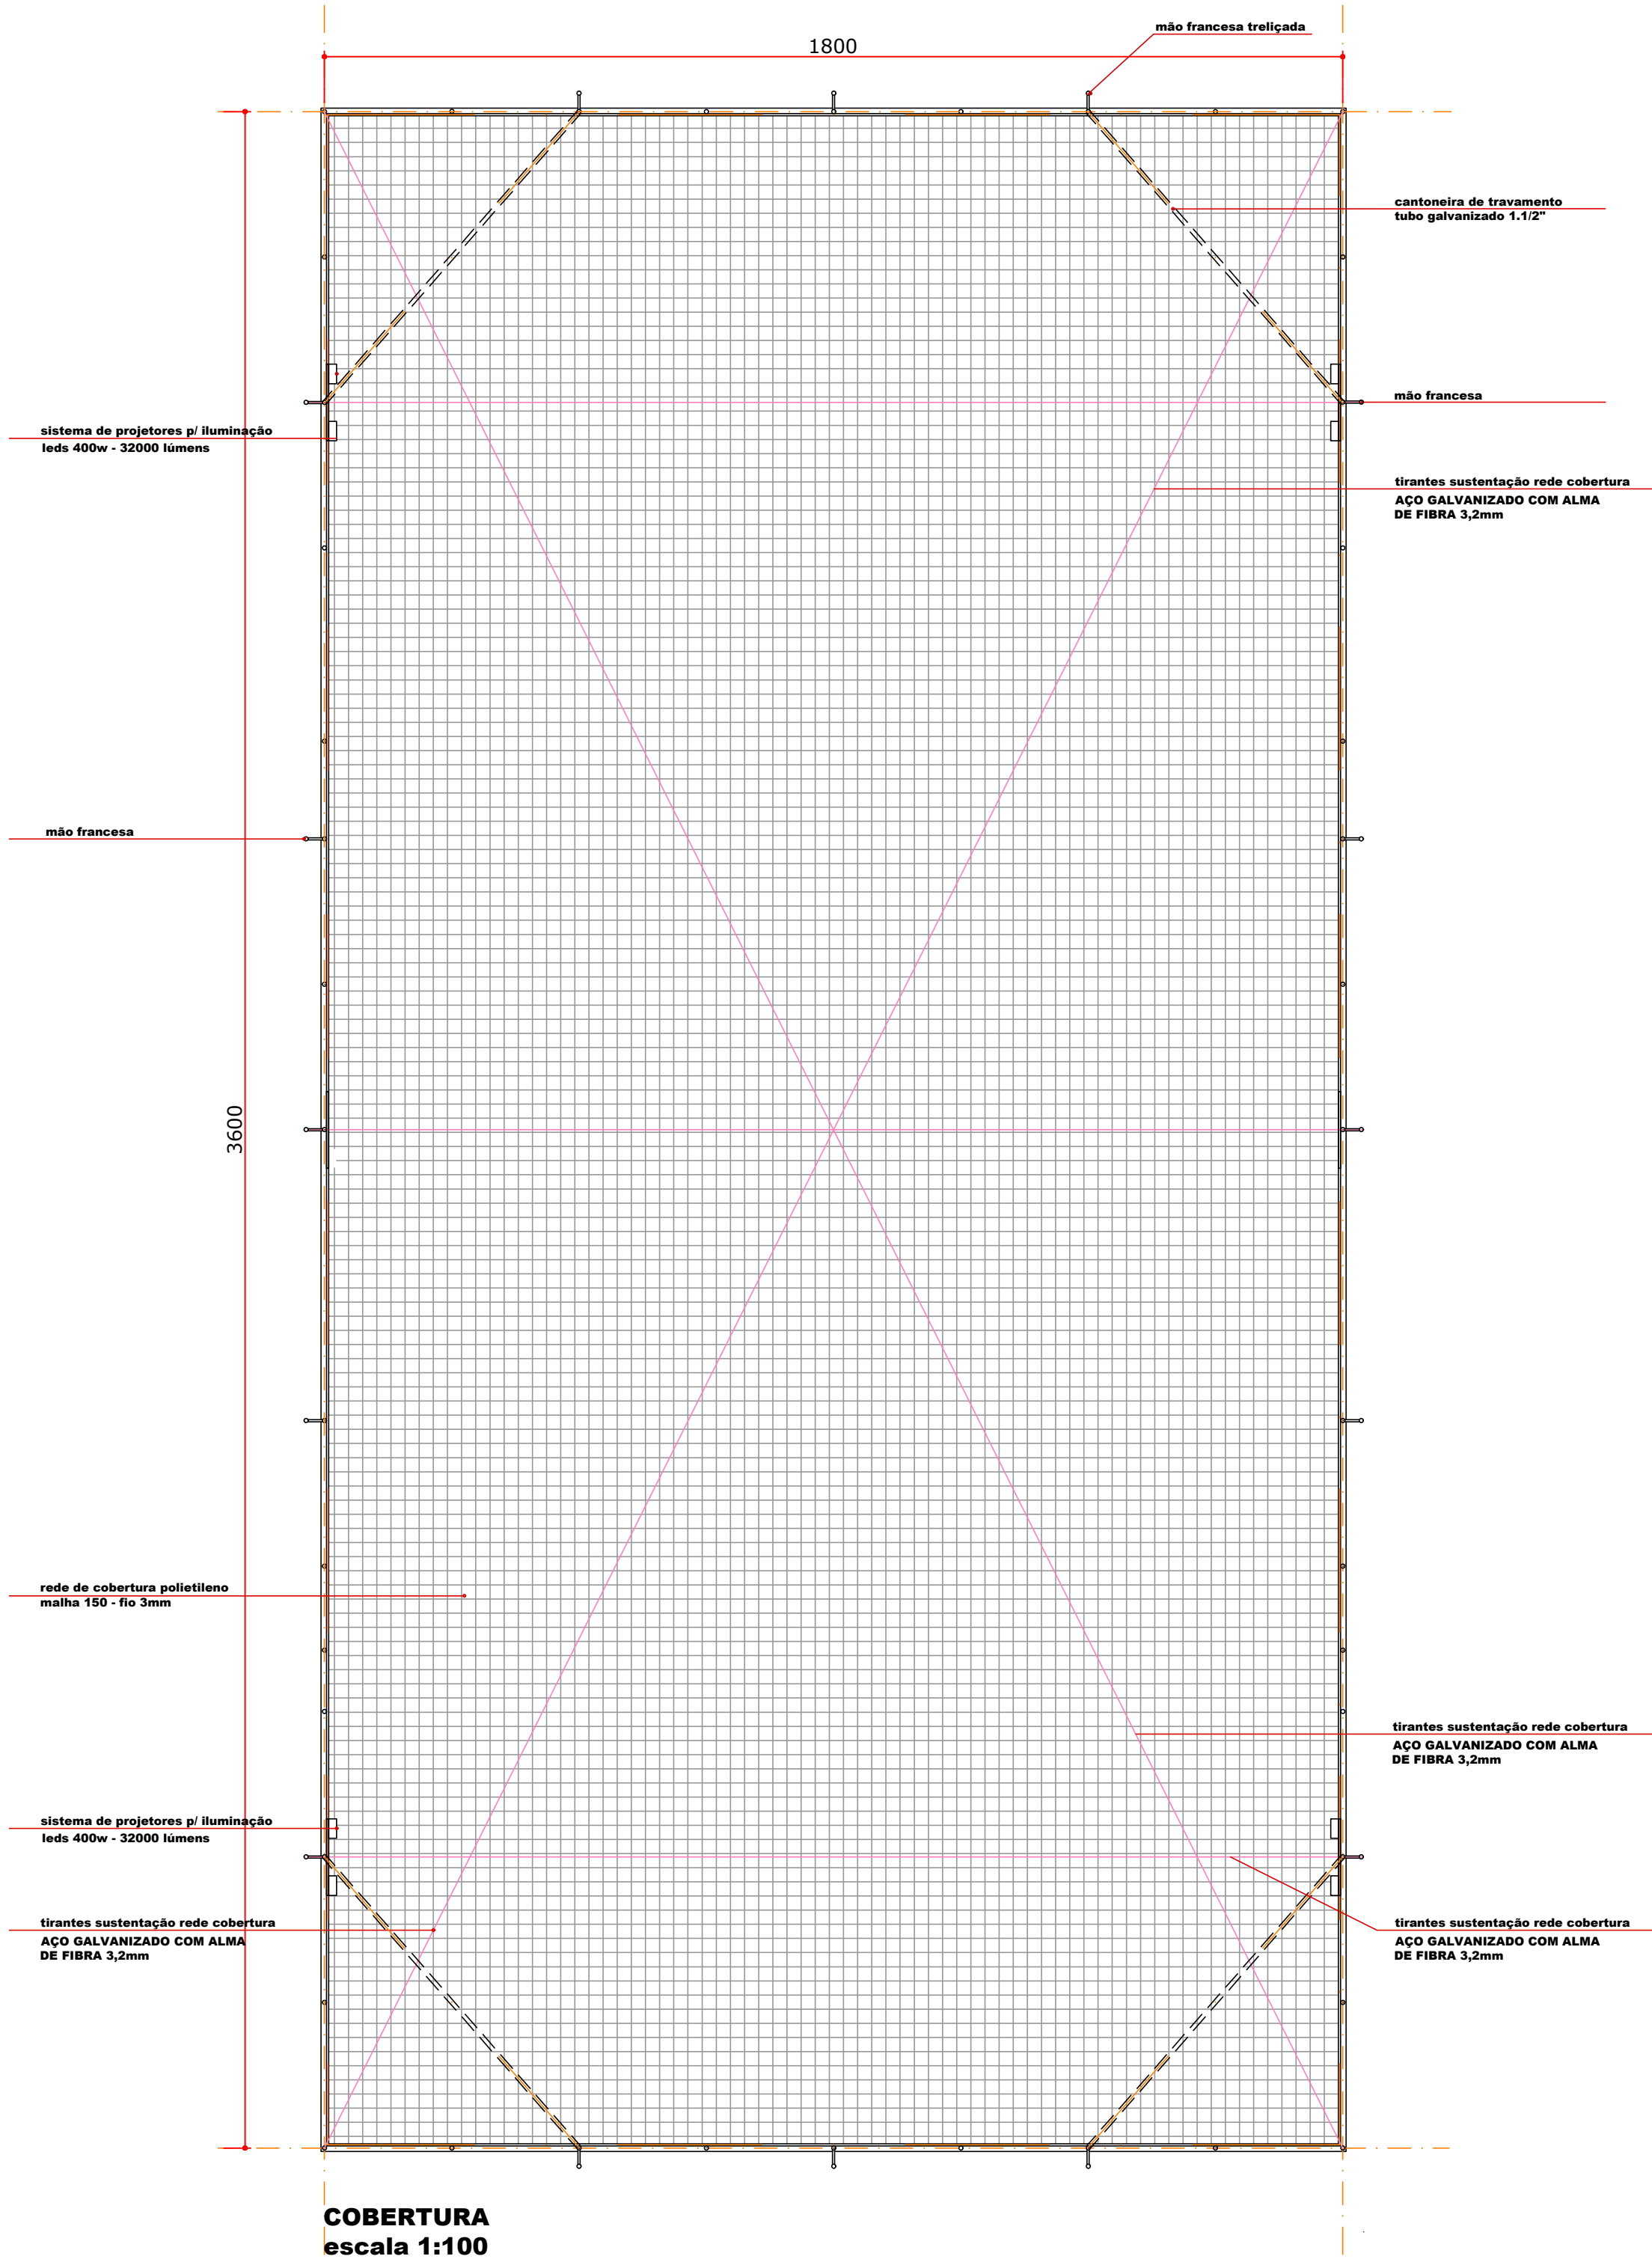 mão francesa treliçada
1800
cantoneira de travamento
tubo galvanizado 1.1/2"
mão francesa
sistema de projetores p/ iluminação
leds 400w - 32000 lúmens
tirantes sustentação rede cobertura
AÇO GALVANIZADO COM ALMA
DE FIBRA 3,2mm
mão francesa
3600
rede de cobertura polietileno
malha 150 - fio 3mm
tirantes sustentação rede cobertura
AÇO GALVANIZADO COM ALMA
DE FIBRA 3,2mm
sistema de projetores p/ iluminação
leds 400w - 32000 lúmens
tirantes sustentação rede cobertura
AÇO GALVANIZADO COM ALMA
DE FIBRA 3,2mm
tirantes sustentação rede cobertura
AÇO GALVANIZADO COM ALMA
DE FIBRA 3,2mm
COBERTURA
escala 1:100